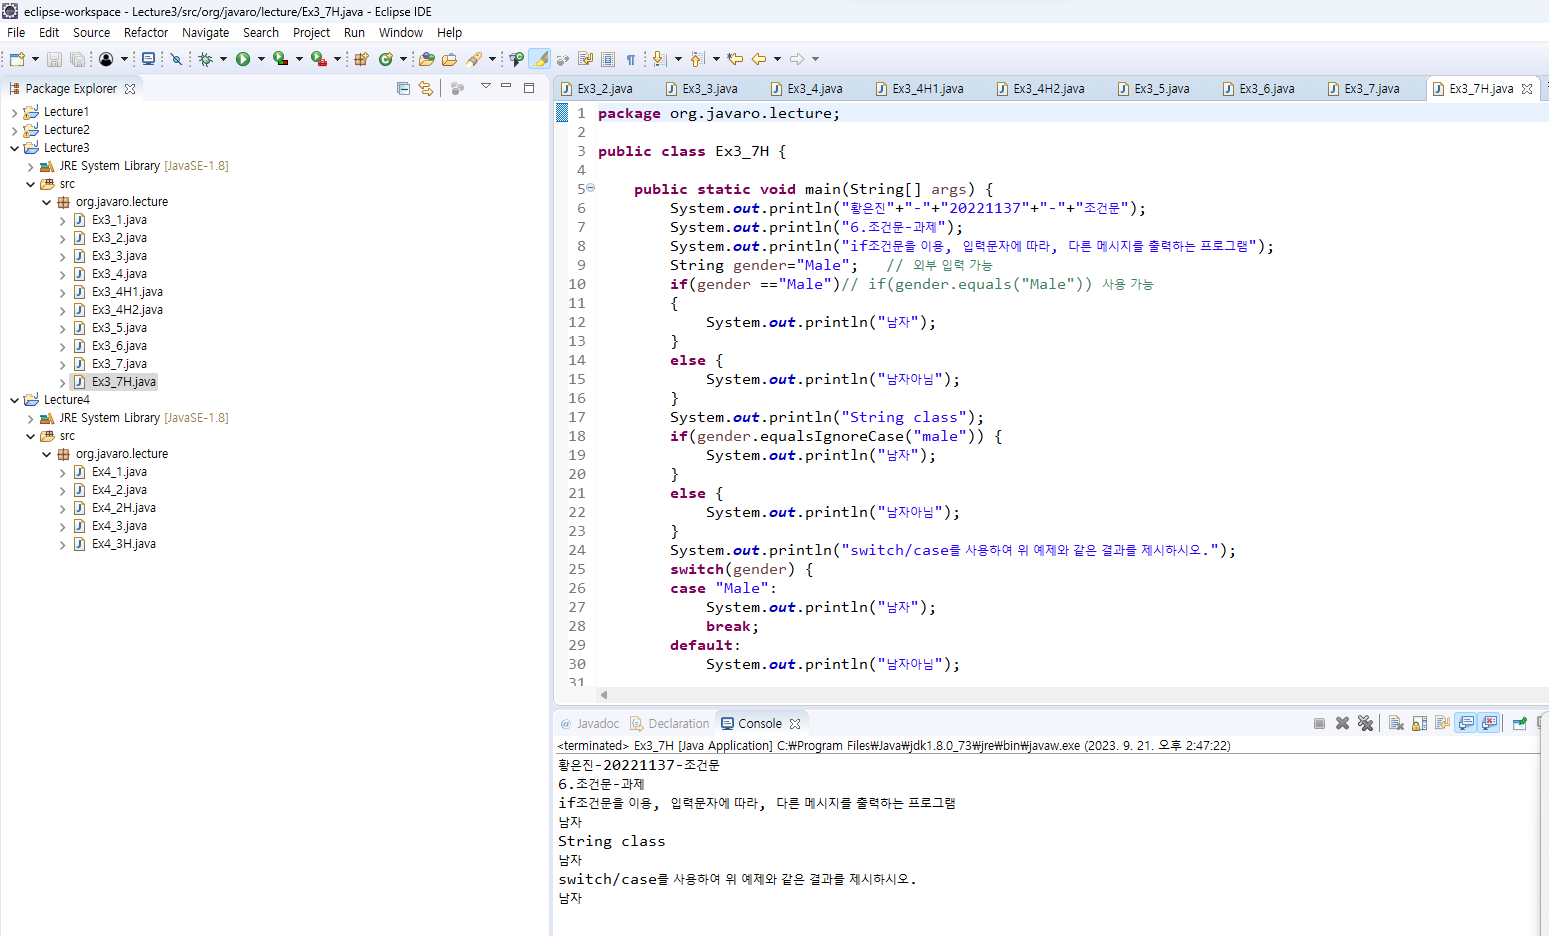 eclipse-workspace - Lecture3/src/org/javaro/lecture/Ex3_7H.java - Eclipse IDE
File Edit Source Refactor Navigate Search Project Run Window Help
Package Explorer
Lecture1
Lecture2
Lecture3
JRE System Library [JavaSE-1.8]
src
org.javaro.lecture
Ex3_1.java
Ex3_2.java
Ex3_3.java
Ex3_4.java
Ex3_4H1.java
Ex3_4H2.java
Ex3_5.java
Ex3_6.java
Ex3_7.java
Ex3_7H.java
Lecture4
JRE System Library [JavaSE-1.8]
src
org.javaro.lecture
Ex4_1.java
Ex4_2.java
Ex4_2H.java
Ex4_3.java
Ex4_3H.java
Ex3_2.java Ex3_3.java Ex3_4.java Ex3_4H1.java Ex3_4H2.java Ex3_5.java Ex3_6.java Ex3_7.java Ex3_7H.java
1 package org.javaro.lecture;
2
3 public class Ex3_7H {
4
5 public static void main(String[] args) {
6 System.out.println("황은진"+"-"+"20221137"+"-"+"조건문");
7 System.out.println("6.조건문-과제");
8 System.out.println("if조건문을 이용, 입력문자에 따라, 다른 메시지를 출력하는 프로그램");
9 String gender="Male"; // 외부 입력 가능
10 if(gender =="Male")// if(gender.equals("Male")) 사용 가능
11 {
12 System.out.println("남자");
13 }
14 else {
15 System.out.println("남자아님");
16 }
17 System.out.println("String class");
18 if(gender.equalsIgnoreCase("male")) {
19 System.out.println("남자");
20 }
21 else {
22 System.out.println("남자아님");
23 }
24 System.out.println("switch/case를 사용하여 위 예제와 같은 결과를 제시하시오.");
25 switch(gender) {
26 case "Male":
27 System.out.println("남자");
28 break;
29 default:
30 System.out.println("남자아님");
31
@ Javadoc Declaration Console
<terminated> Ex3_7H [Java Application] C:₩Program Files₩Java₩jdk1.8.0_73₩jre₩bin₩javaw.exe (2023. 9. 21. 오후 2:47:22)
황은진-20221137-조건문
6.조건문-과제
if조건문을 이용, 입력문자에 따라, 다른 메시지를 출력하는 프로그램
남자
String class
남자
switch/case를 사용하여 위 예제와 같은 결과를 제시하시오.
남자